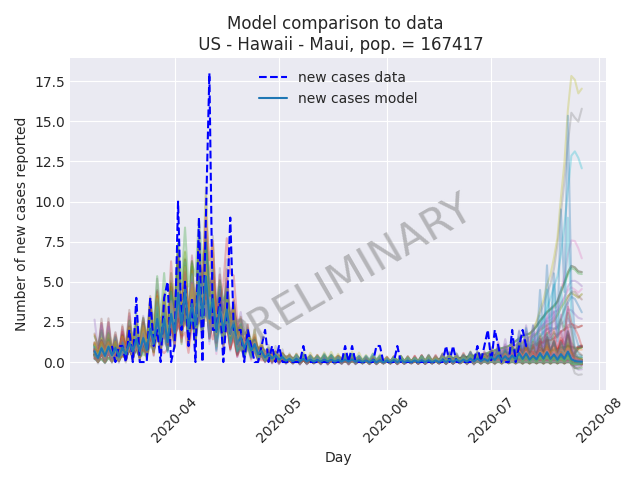 Model comparison to data
US - Hawaii - Maui, pop. = 167417
new cases data
new cases model
Number of new cases reported
17.5
15.0
12.5
10.0
7.5
5.0
2.5
0.0
PRELIMINARY
2020-04
2020-05
2020-06
2020-07
2020-08
Day